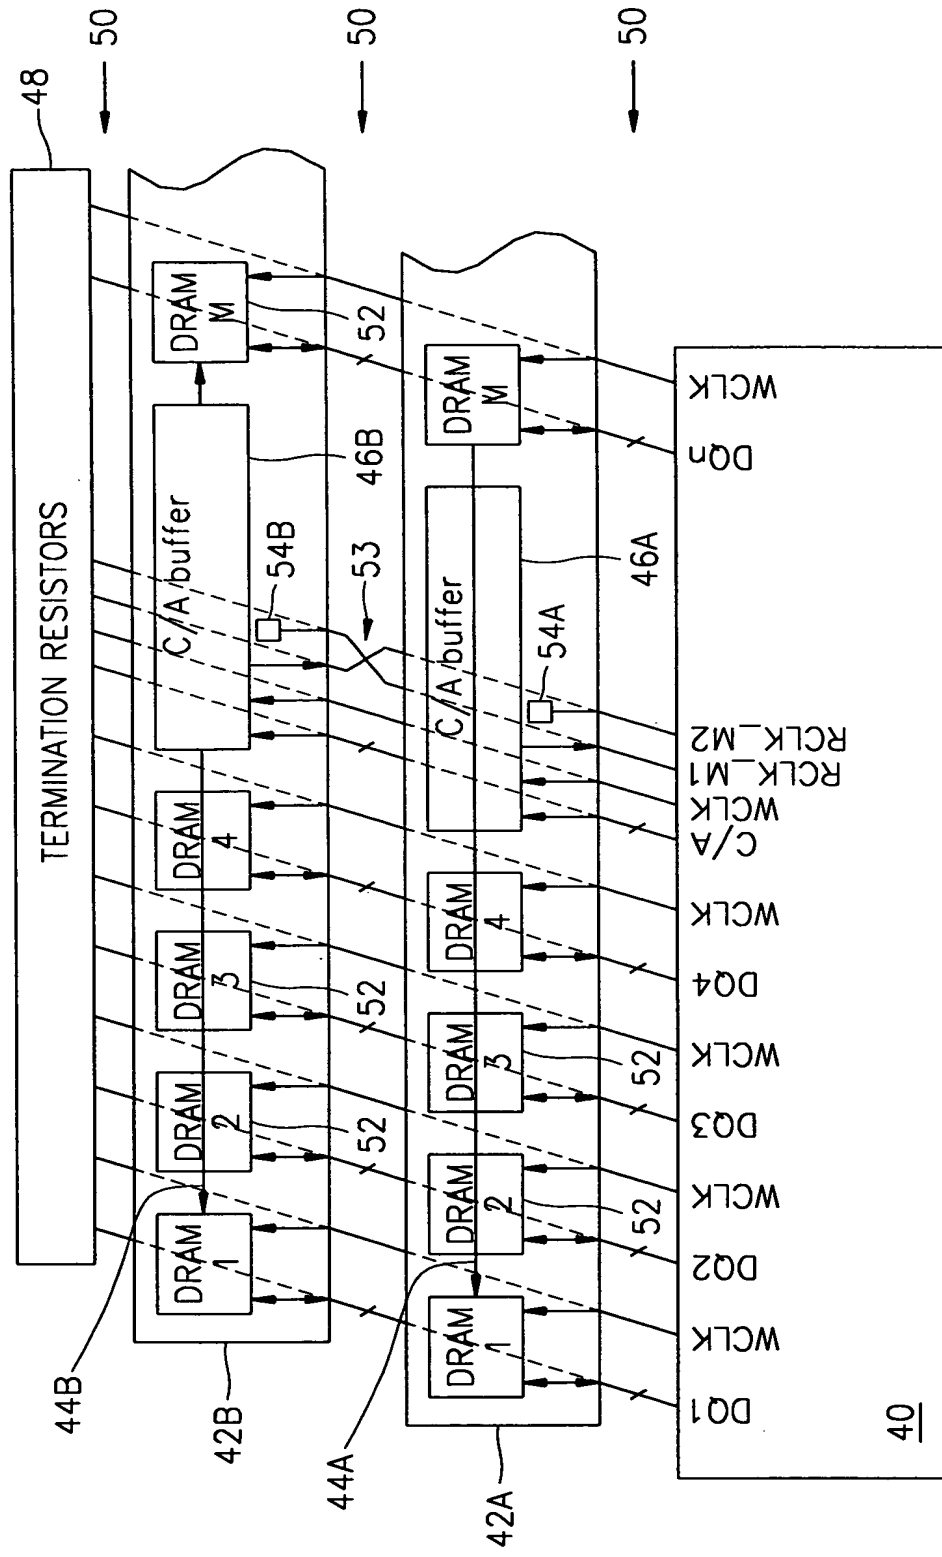 48
TERMINATION RESISTORS
50
50
50
DRAM 1
DRAM 2
DRAM 3
DRAM 4
C/A buffer
DRAM M
52
52
52
46B
54B
53
44B
42B
DRAM 1
DRAM 2
DRAM 3
DRAM 4
C/A buffer
DRAM M
52
52
46A
54A
44A
42A
DQ1
WCLK
DQ2
WCLK
DQ3
WCLK
DQ4
WCLK
C/A
WCLK
RCLK_M1
RCLK_M2
DQn
WCLK
40